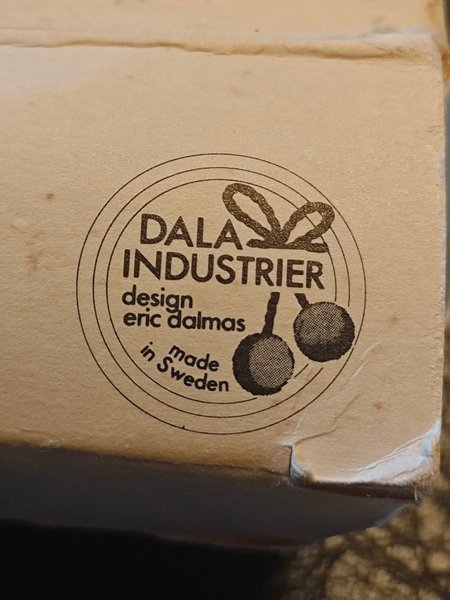 DALA
INDUSTRIER
design
eric dalmas
made
in Sweden